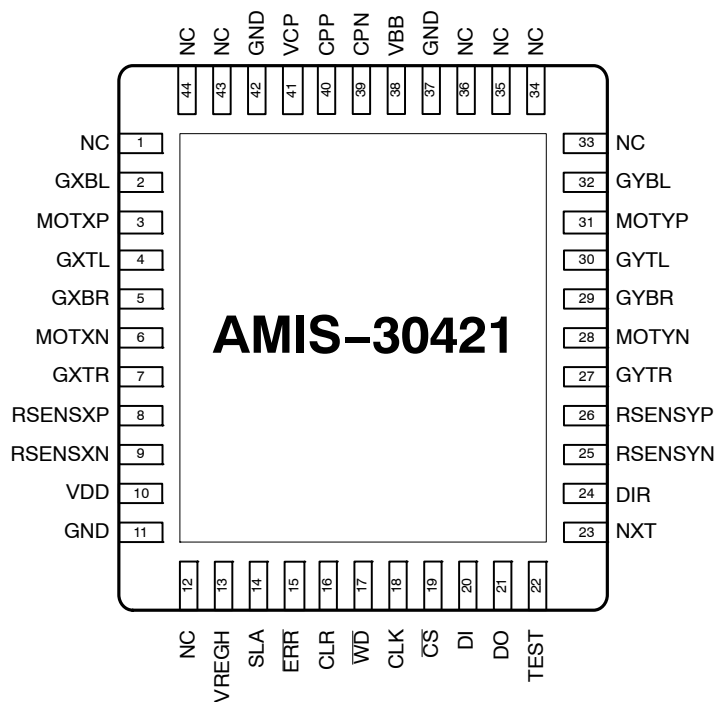 NC NC GND VCP CPP CPN VBB GND NC NC NC
44 43 42 41 40 39 38 37 36 35 34
NC 1
GXBL 2
MOTXP 3
GXTL 4
GXBR 5
MOTXN 6
GXTR 7
RSENSXP 8
RSENSXN 9
VDD 10
GND 11
AMIS–30421
33 NC
32 GYBL
31 MOTYP
30 GYTL
29 GYBR
28 MOTYN
27 GYTR
26 RSENSYP
25 RSENSYN
24 DIR
23 NXT
12 13 14 15 16 17 18 19 20 21 22
NC VREGH SLA E̅R̅R̅ CLR W̅D̅ CLK C̅S̅ DI DO TEST